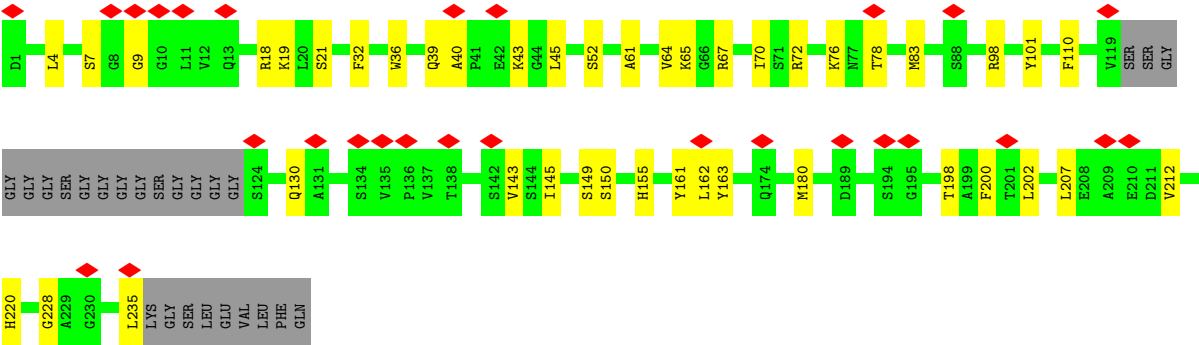 D1 L4 S7 G8 G9 G10 L11 V12 Q13 R18 K19 L20 S21 F32 W36 Q39 A40 P41 E42 K43 G44 L45 S52 A61 V64 K65 G66 R67 I70 S71 R72 K76 N77 T78 M83 S88 R98 Y101 F110 V119 SER SER GLY
GLY GLY GLY SER GLY GLY GLY GLY SER GLY GLY GLY GLY S124 Q130 A131 S134 V135 P136 V137 T138 S142 V143 S144 I145 S149 S150 H155 Y161 L162 Y163 Q174 M180 D189 S194 G195 T198 A199 F200 T201 L202 L207 E208 A209 E210 D211 V212
H220 G228 A229 G230 L235 LYS GLY SER LEU GLU VAL LEU PHE GLN